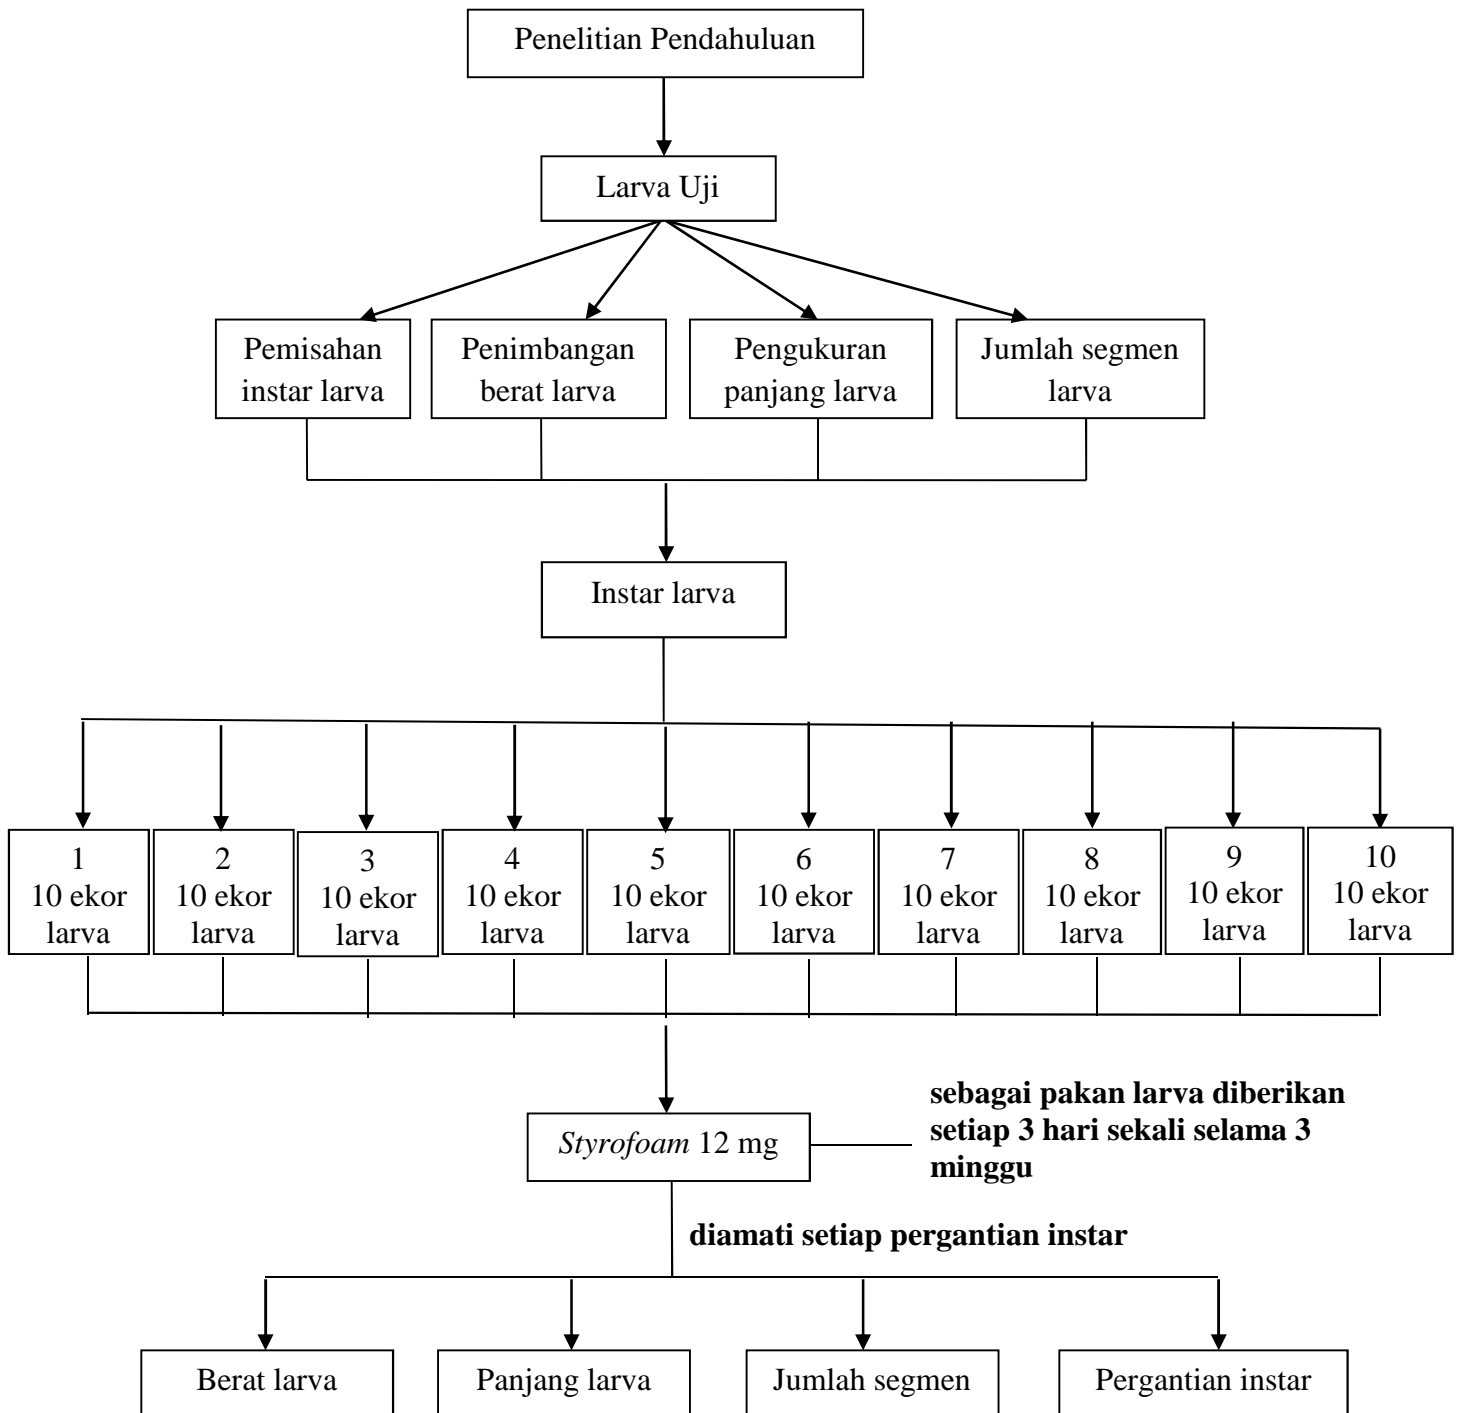 Penelitian Pendahuluan
Larva Uji
Pemisahan
instar larva
Penimbangan
berat larva
Pengukuran
panjang larva
Jumlah segmen
larva
Instar larva
1
10 ekor
larva
2
10 ekor
larva
3
10 ekor
larva
4
10 ekor
larva
5
10 ekor
larva
6
10 ekor
larva
7
10 ekor
larva
8
10 ekor
larva
9
10 ekor
larva
10
10 ekor
larva
Styrofoam 12 mg
sebagai pakan larva diberikan
setiap 3 hari sekali selama 3
minggu
diamati setiap pergantian instar
Berat larva
Panjang larva
Jumlah segmen
Pergantian instar